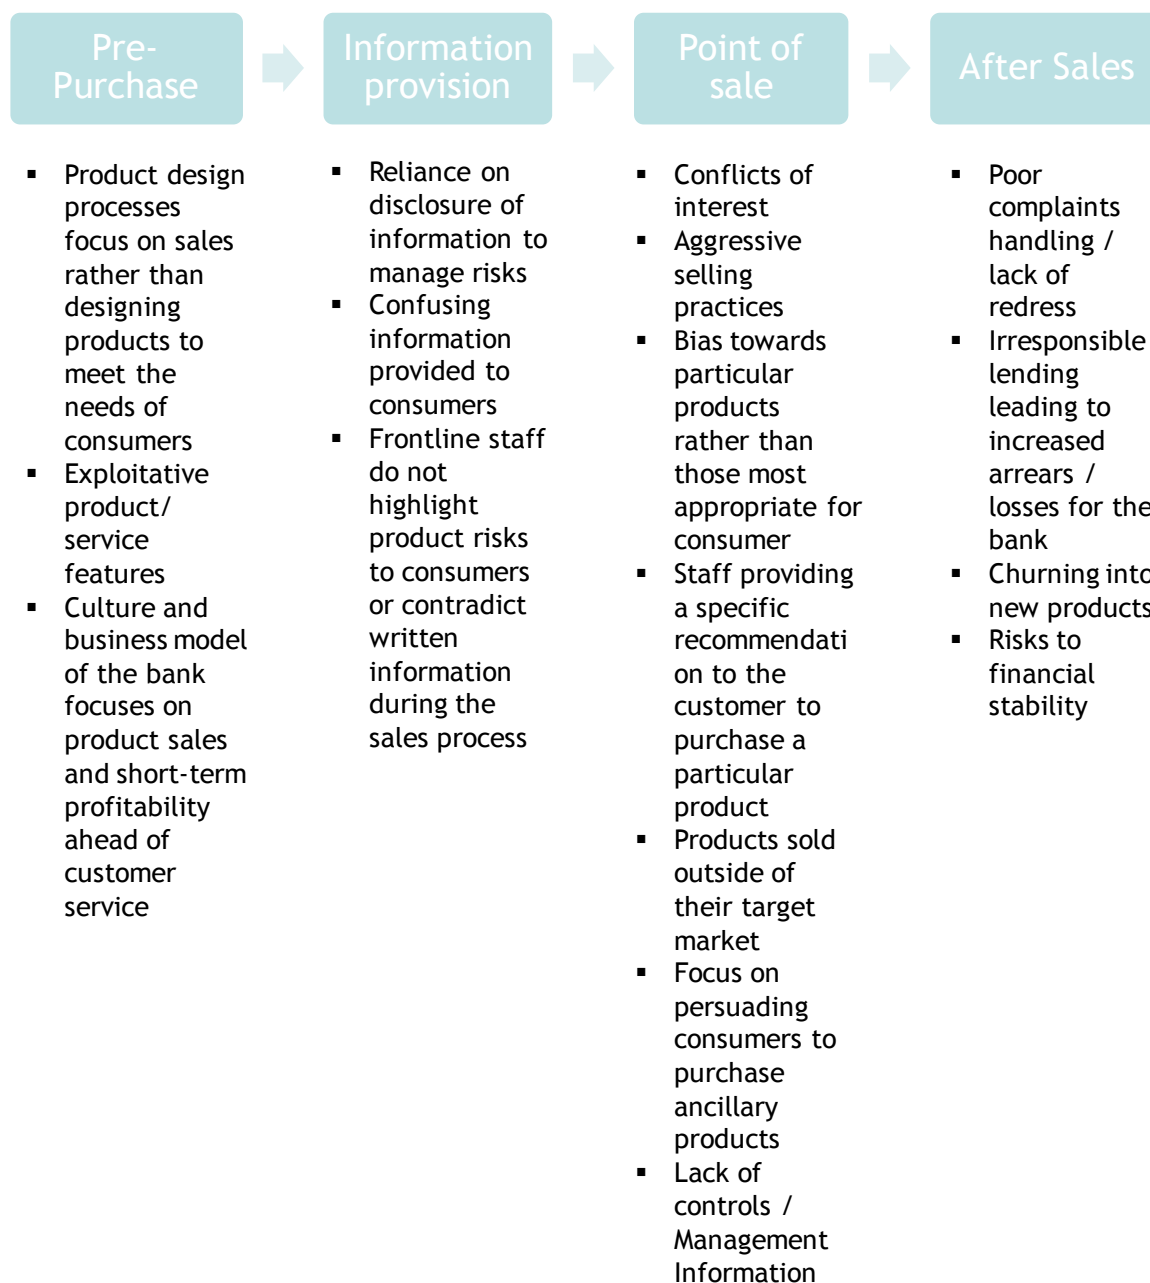 Pre-
Purchase
Information
provision
Point of
sale
After Sales
▪ Product design
processes
focus on sales
rather than
designing
products to
meet the
needs of
consumers
▪ Exploitative
product/
service
features
▪ Culture and
business model
of the bank
focuses on
product sales
and short-term
profitability
ahead of
customer
service
▪ Reliance on
disclosure of
information to
manage risks
▪ Confusing
information
provided to
consumers
▪ Frontline staff
do not
highlight
product risks
to consumers
or contradict
written
information
during the
sales process
▪ Conflicts of
interest
▪ Aggressive
selling
practices
▪ Bias towards
particular
products
rather than
those most
appropriate for
consumer
▪ Staff providing
a specific
recommendati
on to the
customer to
purchase a
particular
product
▪ Products sold
outside of
their target
market
▪ Focus on
persuading
consumers to
purchase
ancillary
products
▪ Lack of
controls /
Management
Information
▪ Poor
complaints
handling /
lack of
redress
▪ Irresponsible
lending
leading to
increased
arrears /
losses for the
bank
▪ Churning into
new products
▪ Risks to
financial
stability